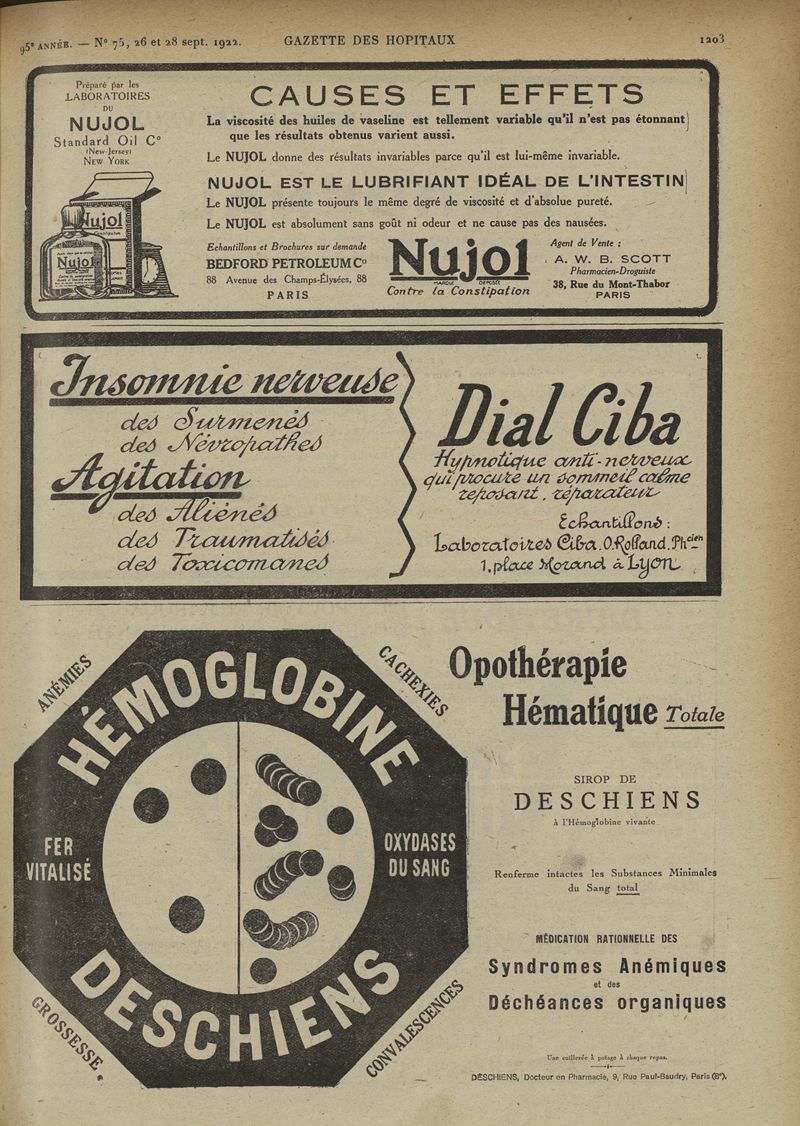 95e ANNÉE. — N° 75, 26 et 28 sept. 1922. GAZETTE DES HOPITAUX 1203
Préparé par les
LABORATOIRES
DU
NUJOL
Standard Oil Co
(New-Jersey)
NEW YORK
Nujol
Nujol
CAUSES ET EFFETS
La viscosité des huiles de vaseline est tellement variable qu'il n'est pas étonnant
que les résultats obtenus varient aussi.
Le NUJOL donne des résultats invariables parce qu'il est lui-même invariable.
NUJOL EST LE LUBRIFIANT IDÉAL DE L'INTESTIN
Le NUJOL présente toujours le même degré de viscosité et d'absolue pureté.
Le NUJOL est absolument sans goût ni odeur et ne cause pas des nausées.
Echantillons et Brochures sur demande
BEDFORD PETROLEUM Co
88 Avenue des Champs-Élysées, 88
PARIS
Nujol
MARQUE DÉPOSÉE
Contre la Constipation
Agent de Vente :
A. W. B. SCOTT
Pharmacien-Droguiste
38, Rue du Mont-Thabor
PARIS
Insomnie nerveuse
des Surmenés
des Névropathes
Agitation
des Aliénés
des Traumatisés
des Toxicomanes
Dial Ciba
Hypnotique anti-nerveux
qui procure un sommeil calme
reposant, réparateur
Echantillons :
Laboratoires Ciba. O. Rolland. Phcien
1, place Morand à Lyon
ANÉMIES
CACHEXIES
HÉMOGLOBINE
FER
VITALISÉ
OXYDASES
DU SANG
DESCHIENS
GROSSESSE
CONVALESCENCES
Opothérapie
Hématique Totale
SIROP DE
DESCHIENS
à l'Hémoglobine vivante
Renferme intactes les Substances Minimales
du Sang total
MÉDICATION RATIONNELLE DES
Syndromes Anémiques
et des
Déchéances organiques
Une cuillerée à potage à chaque repas.
DESCHIENS, Docteur en Pharmacie, 9, Rue Paul-Baudry, Paris (8e).